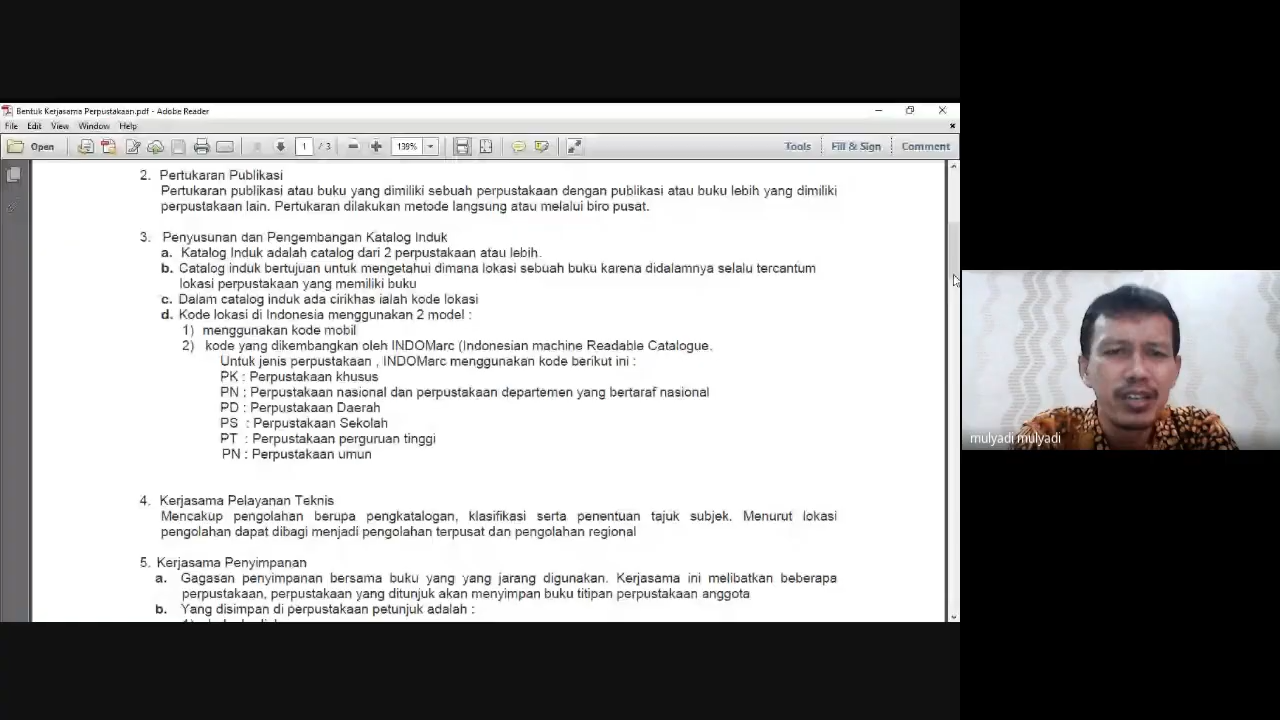 Bentuk Kerjasama Perpustakaan.pdf - Adobe Reader
File Edit View Window Help
Open 1 / 3 139% Tools Fill & Sign Comment
2. Pertukaran Publikasi
Pertukaran publikasi atau buku yang dimiliki sebuah perpustakaan dengan publikasi atau buku lebih yang dimiliki
perpustakaan lain. Pertukaran dilakukan metode langsung atau melalui biro pusat.
3. Penyusunan dan Pengembangan Katalog Induk
a. Katalog Induk adalah catalog dari 2 perpustakaan atau lebih.
b. Catalog induk bertujuan untuk mengetahui dimana lokasi sebuah buku karena didalamnya selalu tercantum
lokasi perpustakaan yang memiliki buku
c. Dalam catalog induk ada cirikhas ialah kode lokasi
d. Kode lokasi di Indonesia menggunakan 2 model :
1) menggunakan kode mobil
2) kode yang dikembangkan oleh INDOMarc (Indonesian machine Readable Catalogue.
Untuk jenis perpustakaan , INDOMarc menggunakan kode berikut ini :
PK : Perpustakaan khusus
PN : Perpustakaan nasional dan perpustakaan departemen yang bertaraf nasional
PD : Perpustakaan Daerah
PS : Perpustakaan Sekolah
PT : Perpustakaan perguruan tinggi
PN : Perpustakaan umun
4. Kerjasama Pelayanan Teknis
Mencakup pengolahan berupa pengkatalogan, klasifikasi serta penentuan tajuk subjek. Menurut lokasi
pengolahan dapat dibagi menjadi pengolahan terpusat dan pengolahan regional
5. Kerjasama Penyimpanan
a. Gagasan penyimpanan bersama buku yang yang jarang digunakan. Kerjasama ini melibatkan beberapa
perpustakaan, perpustakaan yang ditunjuk akan menyimpan buku titipan perpustakaan anggota
b. Yang disimpan di perpustakaan petunjuk adalah :
mulyadi mulyadi